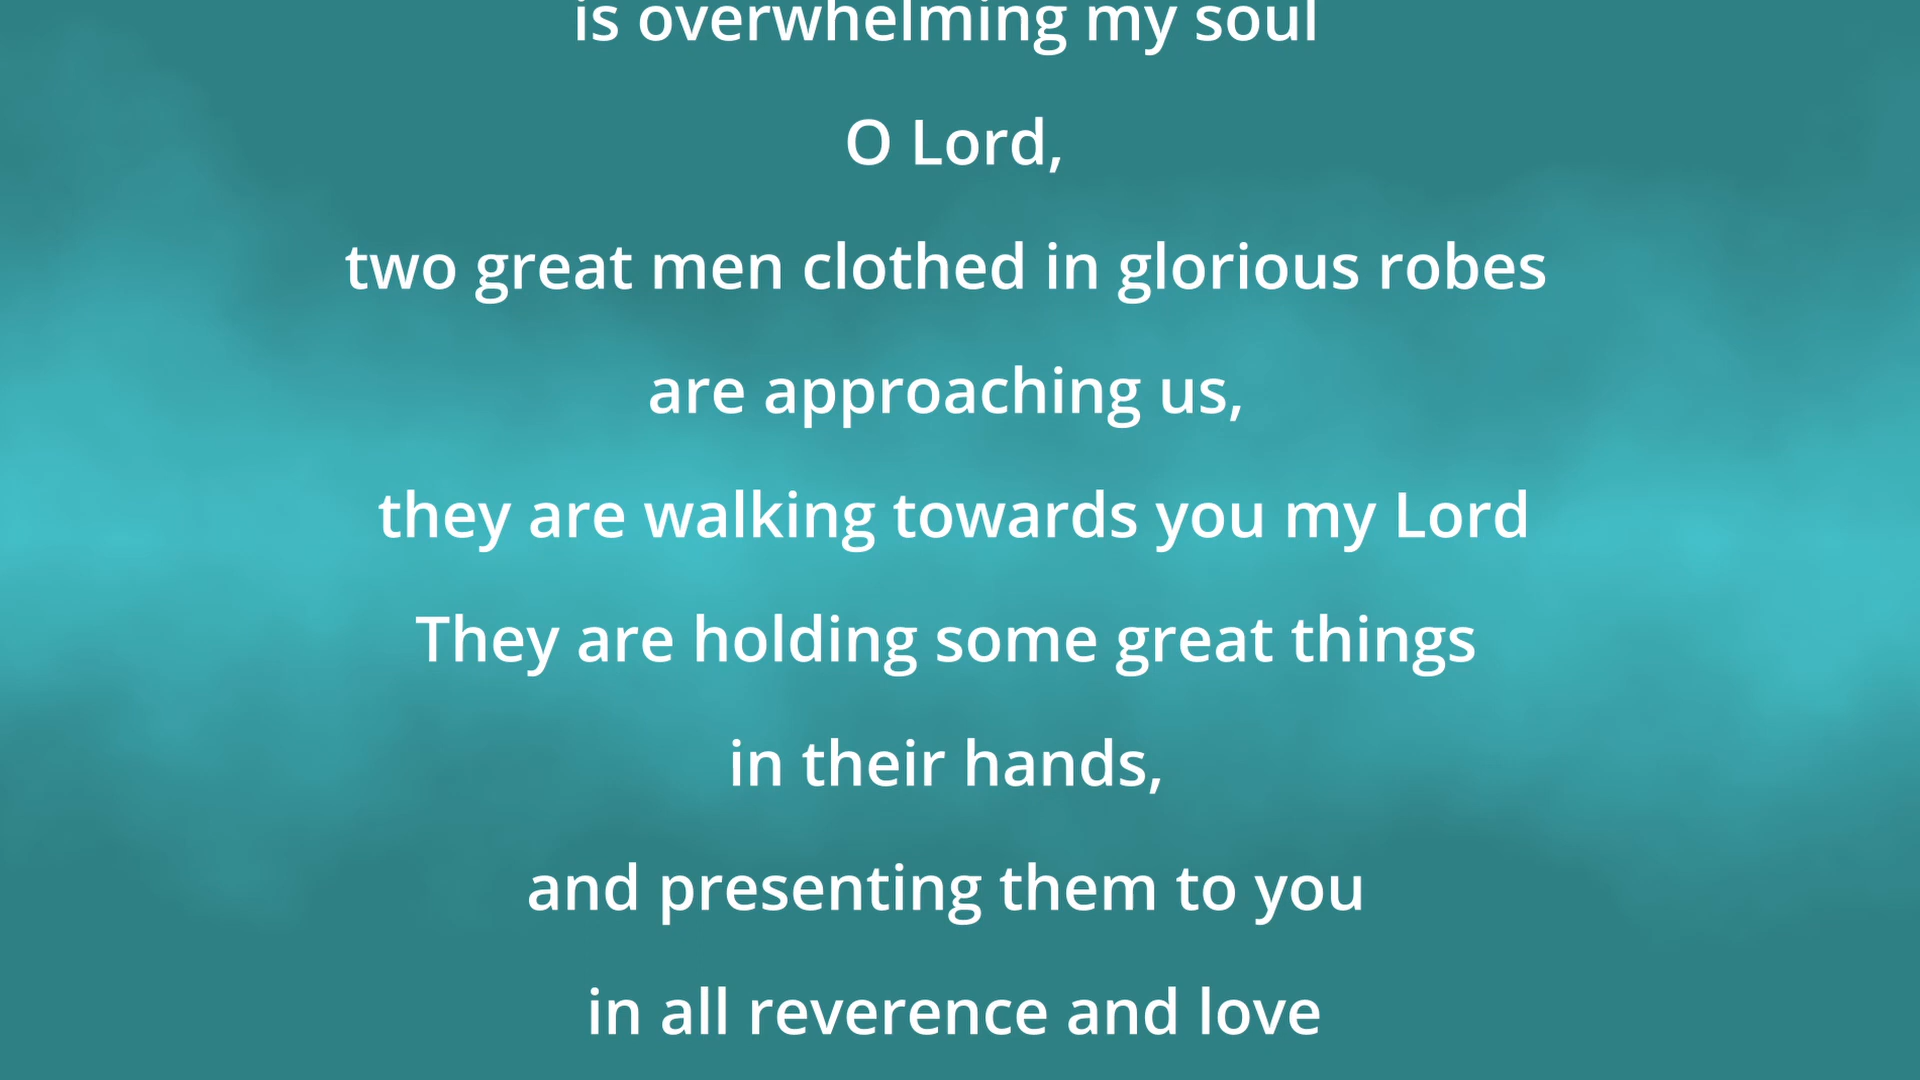 is overwhelming my soul
O Lord,
two great men clothed in glorious robes
are approaching us,
they are walking towards you my Lord
They are holding some great things
in their hands,
and presenting them to you
in all reverence and love